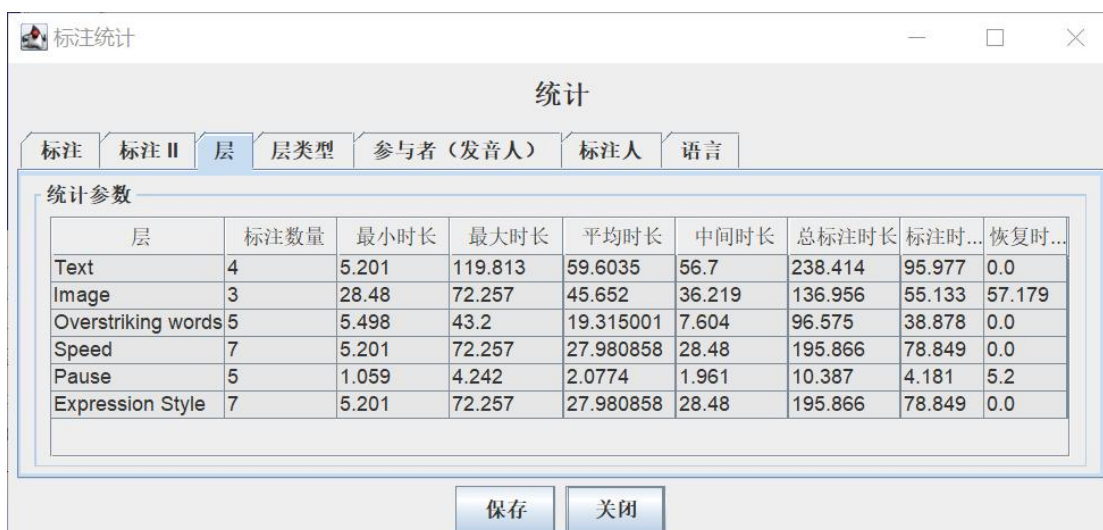 标注统计
统计
标注 标注 II 层 层类型 参与者（发音人） 标注人 语言
统计参数
层 标注数量 最小时长 最大时长 平均时长 中间时长 总标注时长 标注时... 恢复时...
Text 4 5.201 119.813 59.6035 56.7 238.414 95.977 0.0
Image 3 28.48 72.257 45.652 36.219 136.956 55.133 57.179
Overstriking words 5 5.498 43.2 19.315001 7.604 96.575 38.878 0.0
Speed 7 5.201 72.257 27.980858 28.48 195.866 78.849 0.0
Pause 5 1.059 4.242 2.0774 1.961 10.387 4.181 5.2
Expression Style 7 5.201 72.257 27.980858 28.48 195.866 78.849 0.0
保存 关闭